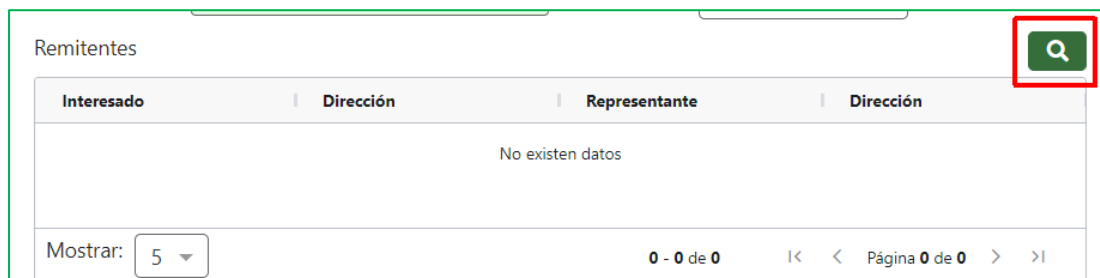 Remitentes
Interesado Dirección Representante Dirección
No existen datos
Mostrar: 5 0 - 0 de 0 Página 0 de 0